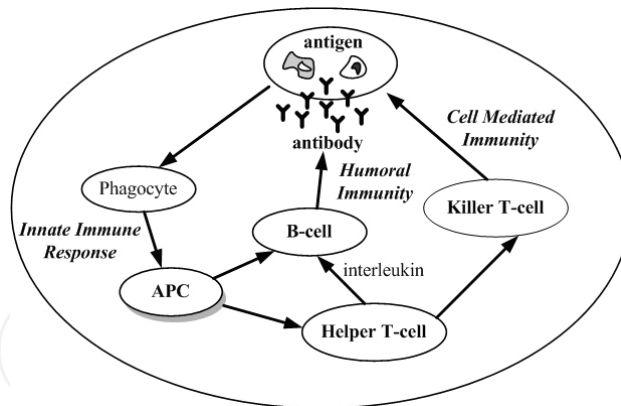 antigen
antibody
Cell Mediated
Immunity
Humoral
Immunity
Phagocyte
Killer T-cell
Innate Immune
Response
B-cell
interleukin
APC
Helper T-cell